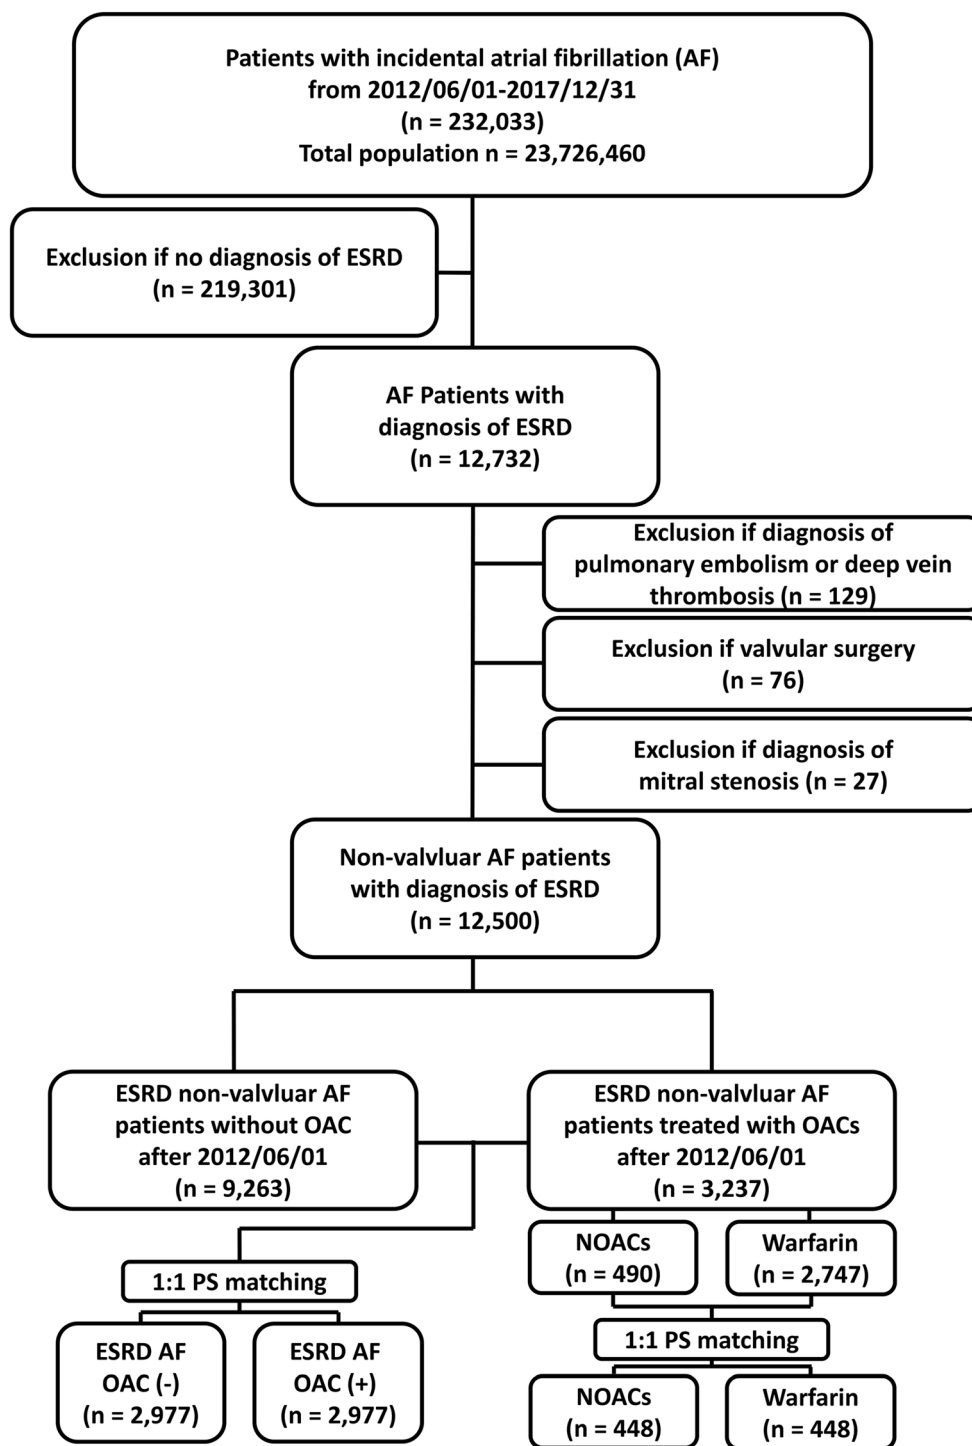 Patients with incidental atrial fibrillation (AF)
from 2012/06/01-2017/12/31
(n = 232,033)
Total population n = 23,726,460
Exclusion if no diagnosis of ESRD
(n = 219,301)
AF Patients with
diagnosis of ESRD
(n = 12,732)
Exclusion if diagnosis of
pulmonary embolism or deep vein
thrombosis (n = 129)
Exclusion if valvular surgery
(n = 76)
Exclusion if diagnosis of
mitral stenosis (n = 27)
Non-valvluar AF patients
with diagnosis of ESRD
(n = 12,500)
ESRD non-valvluar AF
patients without OAC
after 2012/06/01
(n = 9,263)
ESRD non-valvluar AF
patients treated with OACs
after 2012/06/01
(n = 3,237)
NOACs
(n = 490)
Warfarin
(n = 2,747)
1:1 PS matching
ESRD AF
OAC (-)
(n = 2,977)
ESRD AF
OAC (+)
(n = 2,977)
1:1 PS matching
NOACs
(n = 448)
Warfarin
(n = 448)